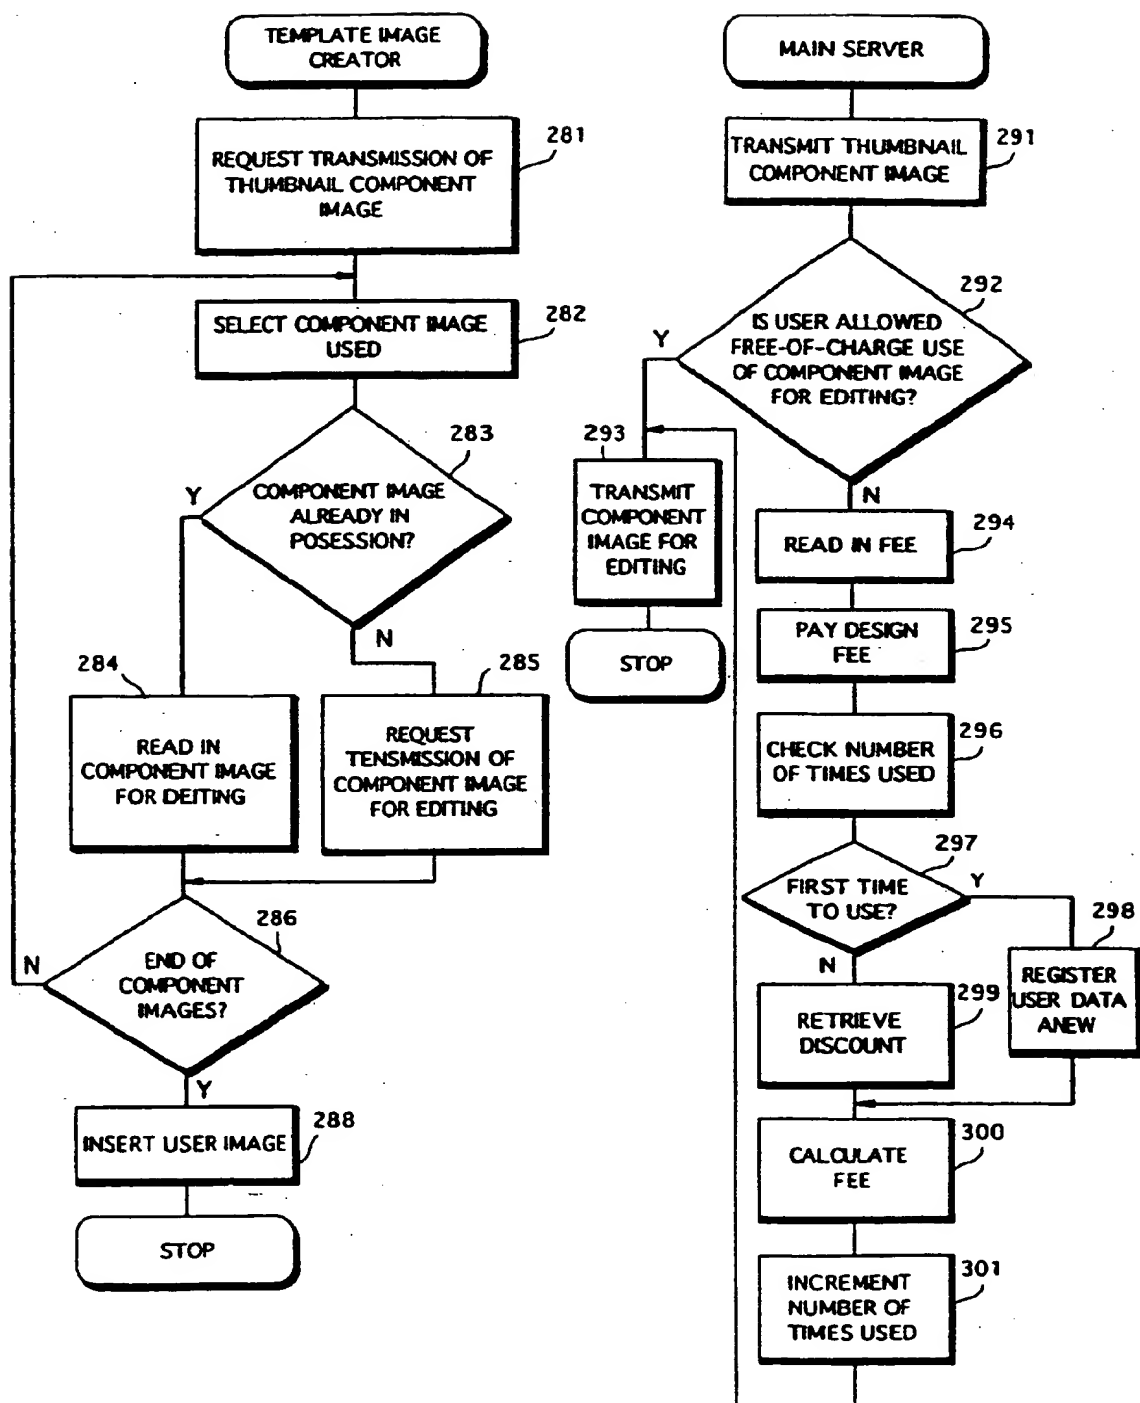 TEMPLATE IMAGE
CREATOR
REQUEST TRANSMISSION OF
THUMBNAIL COMPONENT
IMAGE
281
SELECT COMPONENT IMAGE
USED
282
283
COMPONENT IMAGE
ALREADY IN
POSESSION?
Y
N
284
READ IN
COMPONENT IMAGE
FOR DEITING
285
REQUEST
TENSMISSION OF
COMPONENT IMAGE
FOR EDITING
286
END OF
COMPONENT
IMAGES?
N
Y
INSERT USER IMAGE
288
STOP
MAIN SERVER
TRANSMIT THUMBNAIL
COMPONENT IMAGE
291
292
IS USER ALLOWED
FREE-OF-CHARGE USE
OF COMPONENT IMAGE
FOR EDITING?
Y
N
293
TRANSMIT
COMPONENT
IMAGE FOR
EDITING
STOP
READ IN FEE
294
PAY DESIGN
FEE
295
CHECK NUMBER
OF TIMES USED
296
297
FIRST TIME
TO USE?
Y
N
298
REGISTER
USER DATA
ANEW
299
RETRIEVE
DISCOUNT
CALCULATE
FEE
300
INCREMENT
NUMBER OF
TIMES USED
301